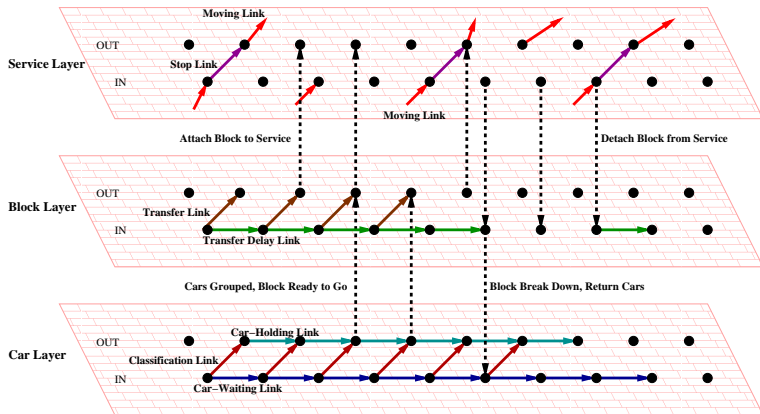 Moving Link
OUT
Service Layer
Stop Link
IN
Moving Link
Attach Block to Service
Detach Block from Service
OUT
Block Layer
Transfer Link
IN
Transfer Delay Link
Cars Grouped, Block Ready to Go
Block Break Down, Return Cars
Car−Holding Link
OUT
Car Layer
Classification Link
IN
Car−Waiting Link